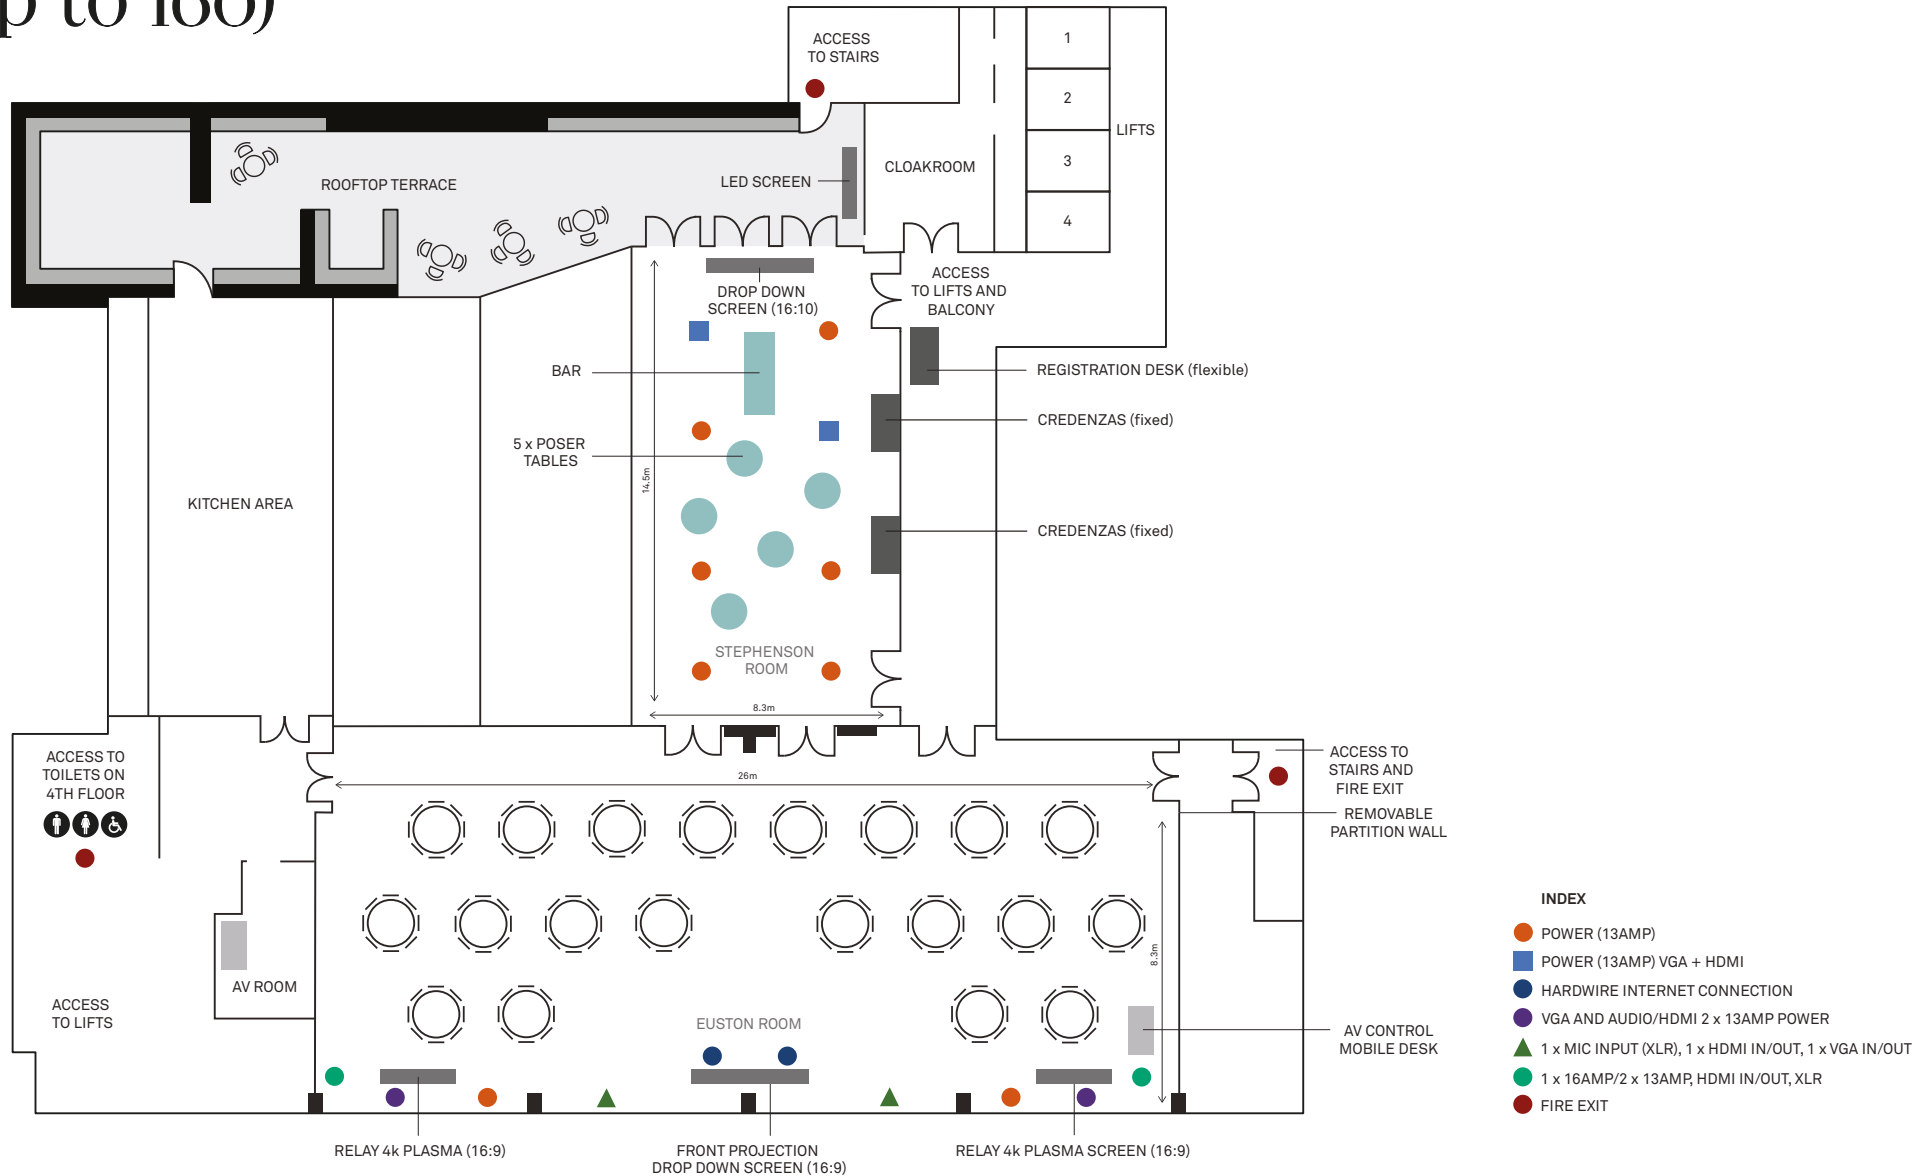 p to 180)
ACCESS
TO STAIRS
1
2
3
4
LIFTS
CLOAKROOM
LED SCREEN
ROOFTOP TERRACE
ACCESS
TO LIFTS AND
BALCONY
DROP DOWN
SCREEN (16:10)
BAR
REGISTRATION DESK (flexible)
CREDENZAS (fixed)
5 x POSER
TABLES
14.5m
KITCHEN AREA
CREDENZAS (fixed)
STEPHENSON
ROOM
8.3m
ACCESS TO
TOILETS ON
4TH FLOOR
26m
ACCESS TO
STAIRS AND
FIRE EXIT
REMOVABLE
PARTITION WALL
8.3m
AV ROOM
ACCESS
TO LIFTS
EUSTON ROOM
AV CONTROL
MOBILE DESK
RELAY 4k PLASMA (16:9)
FRONT PROJECTION
DROP DOWN SCREEN (16:9)
RELAY 4k PLASMA SCREEN (16:9)
INDEX
POWER (13AMP)
POWER (13AMP) VGA + HDMI
HARDWIRE INTERNET CONNECTION
VGA AND AUDIO/HDMI 2 x 13AMP POWER
1 x MIC INPUT (XLR), 1 x HDMI IN/OUT, 1 x VGA IN/OUT
1 x 16AMP/2 x 13AMP, HDMI IN/OUT, XLR
FIRE EXIT